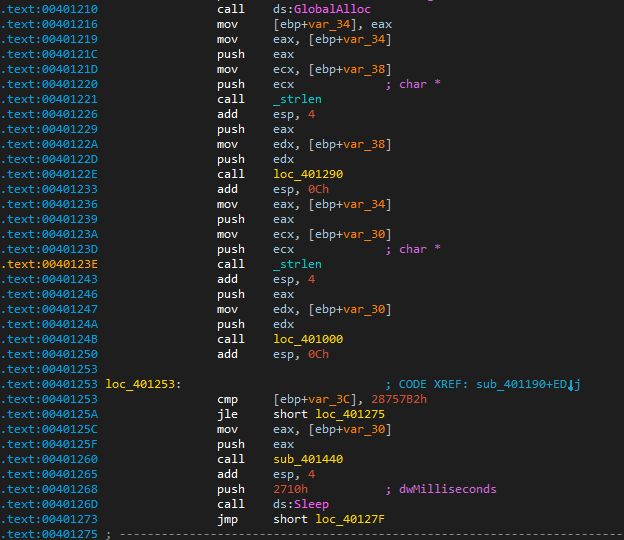 .text:00401210 call ds:GlobalAlloc
.text:00401216 mov [ebp+var_34], eax
.text:00401219 mov eax, [ebp+var_34]
.text:0040121C push eax
.text:0040121D mov ecx, [ebp+var_38]
.text:00401220 push ecx ; char *
.text:00401221 call _strlen
.text:00401226 add esp, 4
.text:00401229 push eax
.text:0040122A mov edx, [ebp+var_38]
.text:0040122D push edx
.text:0040122E call loc_401290
.text:00401233 add esp, 0Ch
.text:00401236 mov eax, [ebp+var_34]
.text:00401239 push eax
.text:0040123A mov ecx, [ebp+var_30]
.text:0040123D push ecx ; char *
.text:0040123E call _strlen
.text:00401243 add esp, 4
.text:00401246 push eax
.text:00401247 mov edx, [ebp+var_30]
.text:0040124A push edx
.text:0040124B call loc_401000
.text:00401250 add esp, 0Ch
.text:00401253
.text:00401253 loc_401253: ; CODE XREF: sub_401190+ED↓j
.text:00401253 cmp [ebp+var_3C], 28757B2h
.text:0040125A jle short loc_401275
.text:0040125C mov eax, [ebp+var_30]
.text:0040125F push eax
.text:00401260 call sub_401440
.text:00401265 add esp, 4
.text:00401268 push 2710h ; dwMilliseconds
.text:0040126D call ds:Sleep
.text:00401273 jmp short loc_40127F
.text:00401275 ; ---------------------------------------------------------------------------